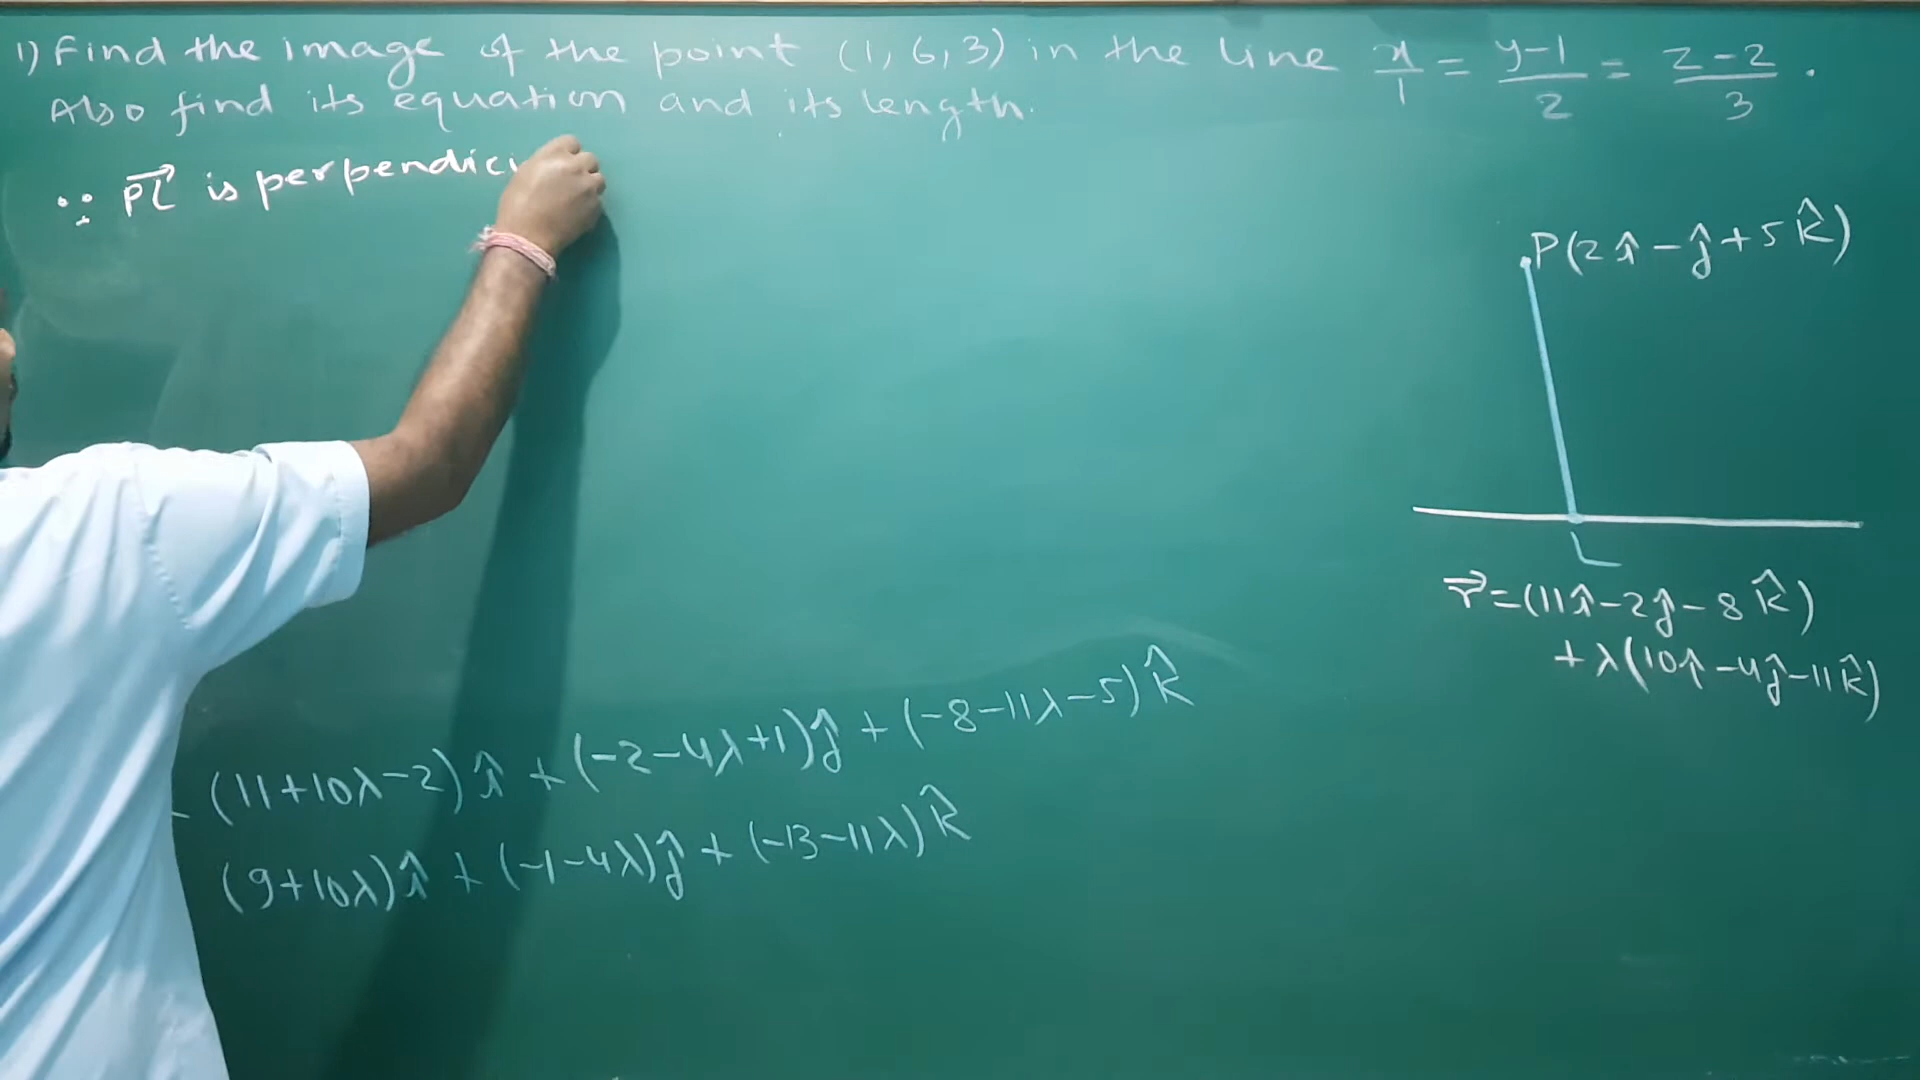 1) Find the image of the point (1, 6, 3) in the line x/1 = y-1/2 = z-2/3 .
Also find its equation and its length.
∵ PL⃗ is perpendicu
P(2î - ĵ + 5k̂)
L
r⃗ = (11î - 2ĵ - 8k̂)
+ λ(10î - 4ĵ - 11k̂)
(11+10λ-2)î + (-2-4λ+1)ĵ + (-8-11λ-5)k̂
(9+10λ)î + (-1-4λ)ĵ + (-13-11λ)k̂